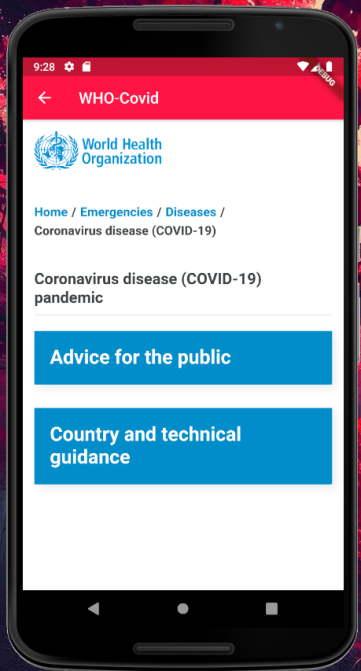 9:28
DEBUG
WHO-Covid
World Health
Organization
Home / Emergencies / Diseases /
Coronavirus disease (COVID-19)
Coronavirus disease (COVID-19)
pandemic
Advice for the public
Country and technical
guidance